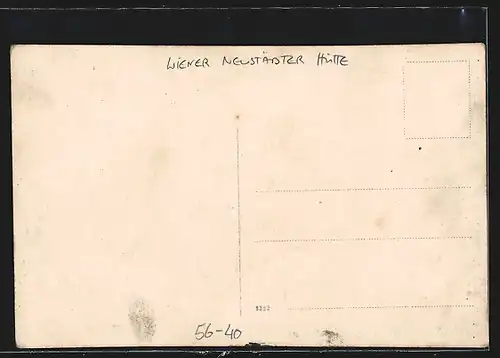 WIENER NEUSTÄDTER HÜTTE
56-40